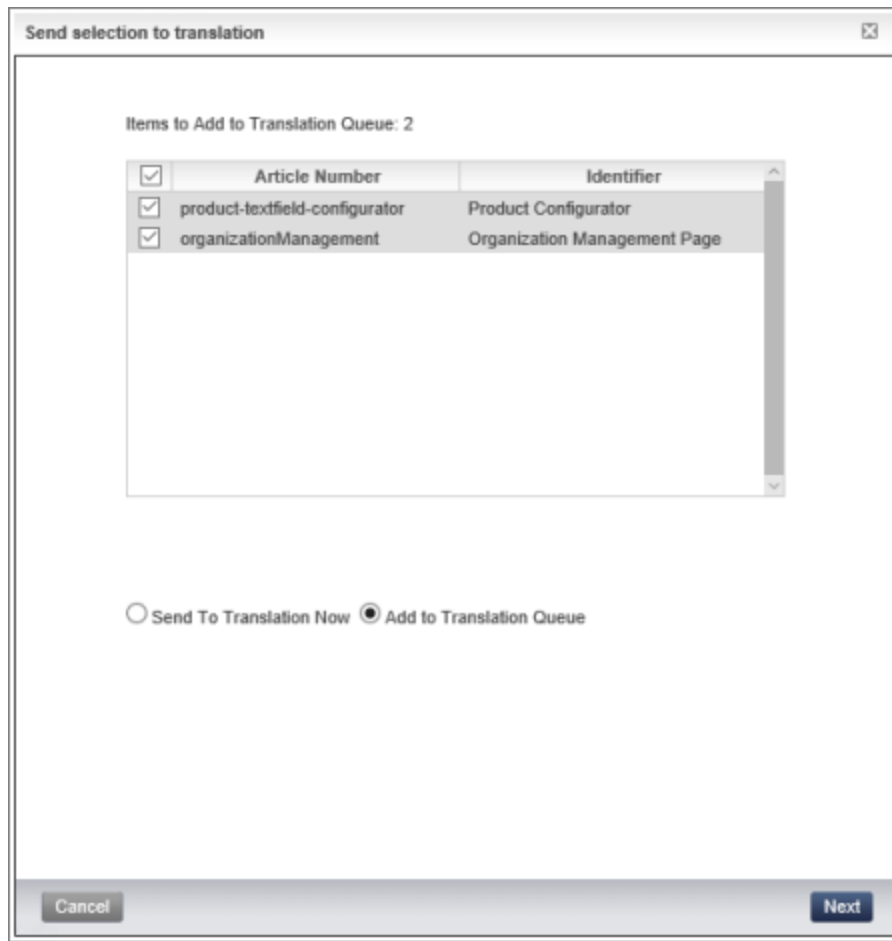 Send selection to translation
Items to Add to Translation Queue: 2
Article Number Identifier
product-textfield-configurator Product Configurator
organizationManagement Organization Management Page
Send To Translation Now Add to Translation Queue
Cancel Next